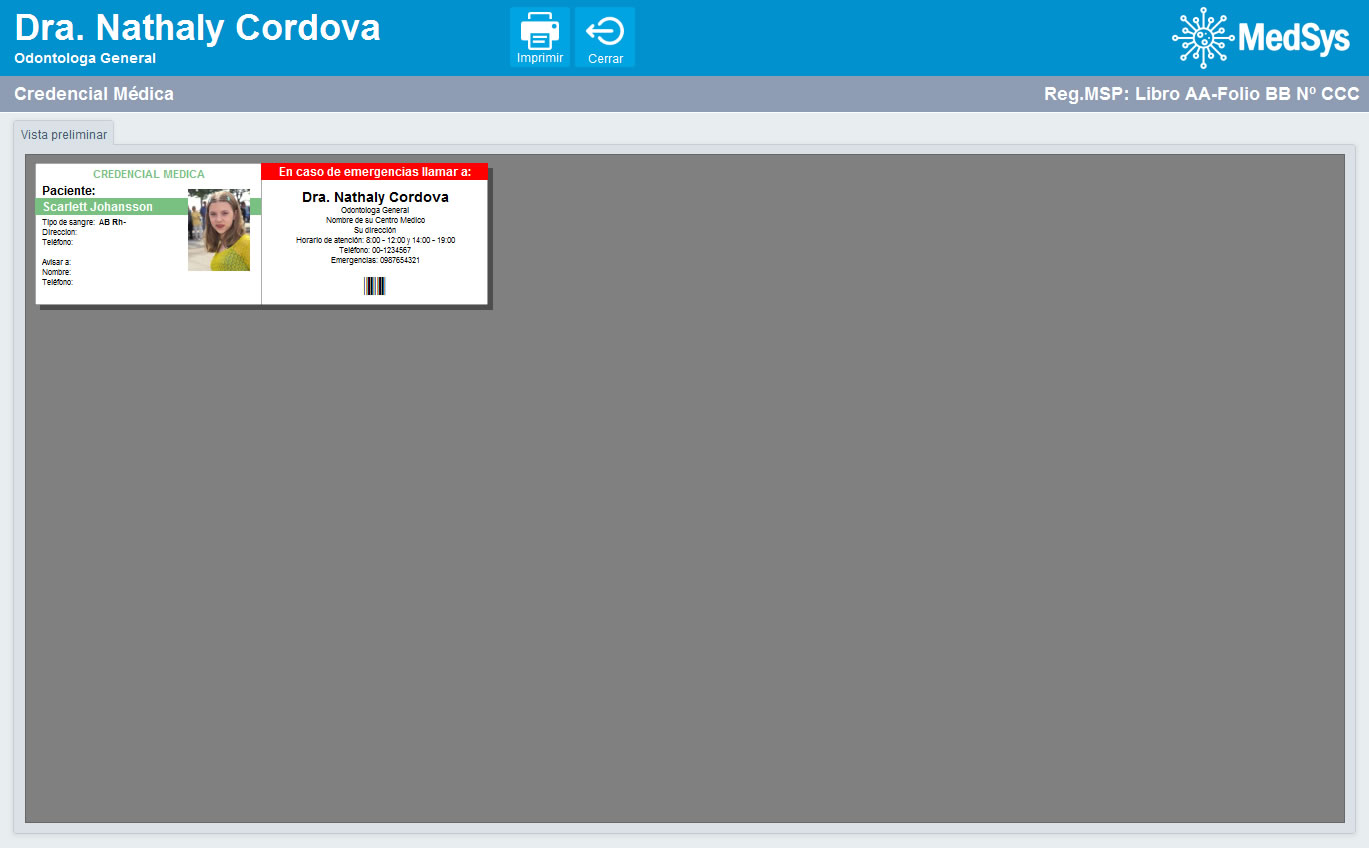 Dra. Nathaly Cordova
Odontologa General
Imprimir
Cerrar
MedSys
Credencial Médica
Reg.MSP: Libro AA-Folio BB Nº CCC
Vista preliminar
CREDENCIAL MEDICA
Paciente:
Scarlett Johansson
Tipo de sangre: AB Rh-
Direccion:
Teléfono:
Avisar a:
Nombre:
Teléfono:
En caso de emergencias llamar a:
Dra. Nathaly Cordova
Odontologa General
Nombre de su Centro Medico
Su dirección
Horario de atención: 8:00 - 12:00 y 14:00 - 19:00
Teléfono: 00-1234567
Emergencias: 0987654321